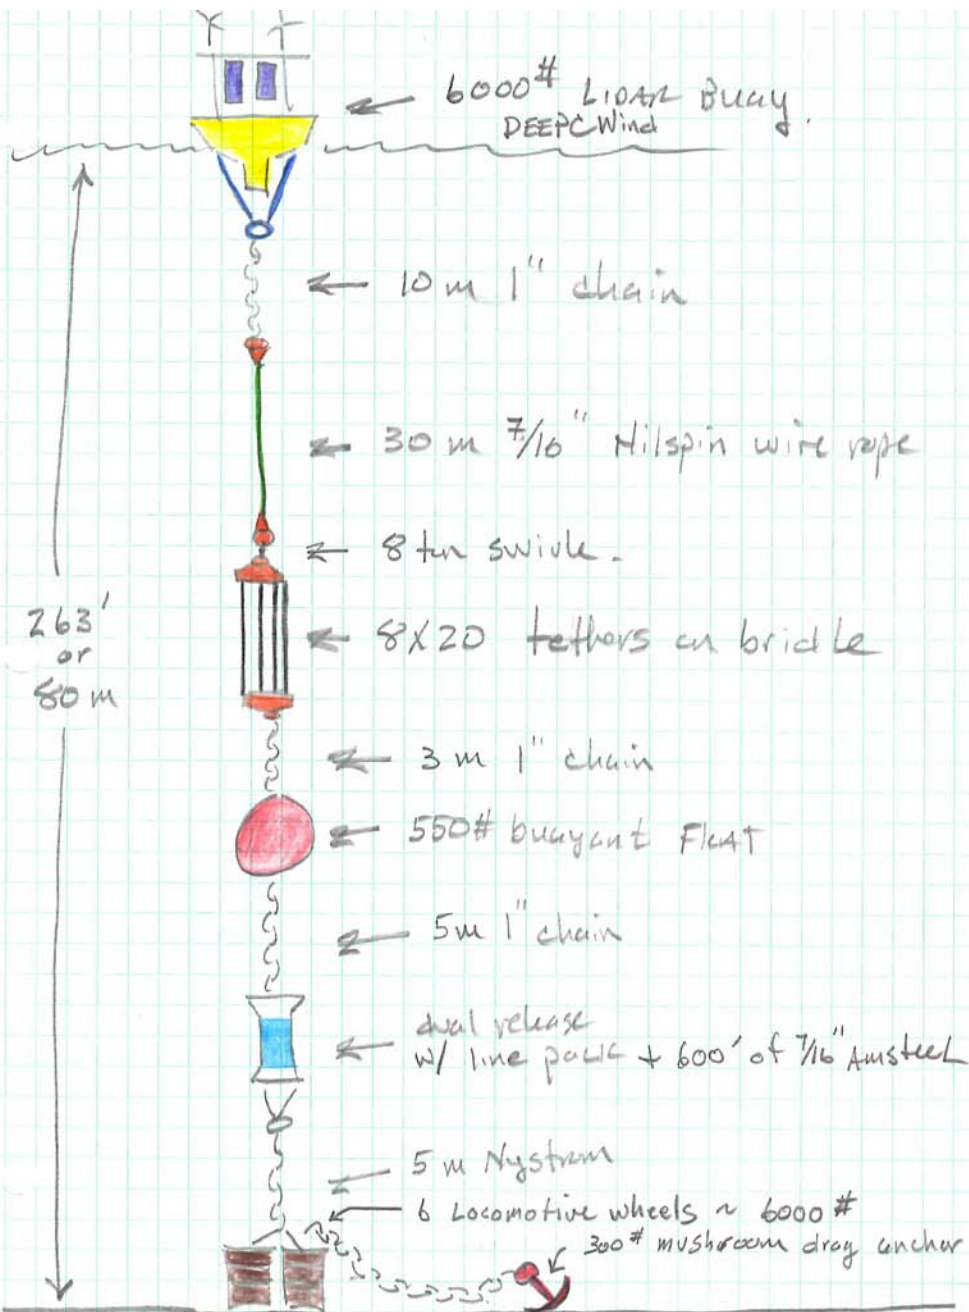 6000# LIDAR Buoy.
DEEPCWind
10 m 1" chain
30 m 7/16" Nilspin wire rope
8 ton swivle.
263'
or
80 m
8X20 tethers on bridle
3 m 1" chain
550# buoyant Float
5m 1" chain
dual release
w/ line pack + 600' of 7/16" Amsteel
5 m Nystrom
6 Locomotive wheels ~ 6000#
300# mushroom drag anchor